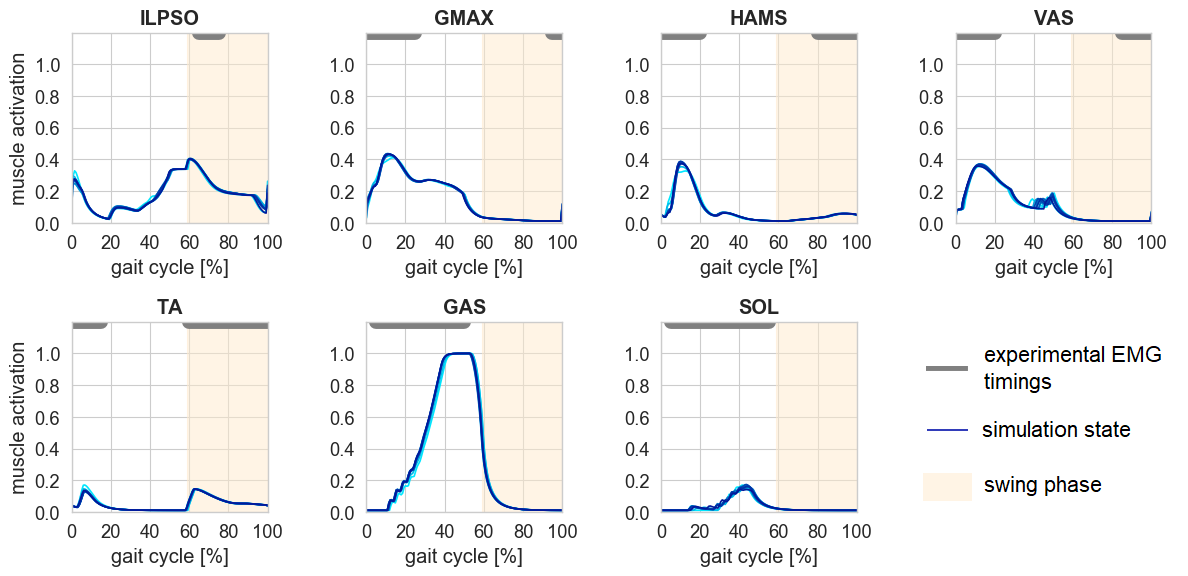 ILPSO GMAX HAMS VAS
muscle activation
1.0 0.8 0.6 0.4 0.2 0.0
0 20 40 60 80 100
gait cycle [%]
1.0 0.8 0.6 0.4 0.2 0.0
0 20 40 60 80 100
gait cycle [%]
1.0 0.8 0.6 0.4 0.2 0.0
0 20 40 60 80 100
gait cycle [%]
1.0 0.8 0.6 0.4 0.2 0.0
0 20 40 60 80 100
gait cycle [%]
TA GAS SOL
muscle activation
1.0 0.8 0.6 0.4 0.2 0.0
0 20 40 60 80 100
gait cycle [%]
1.0 0.8 0.6 0.4 0.2 0.0
0 20 40 60 80 100
gait cycle [%]
1.0 0.8 0.6 0.4 0.2 0.0
0 20 40 60 80 100
gait cycle [%]
experimental EMG
timings
simulation state
swing phase